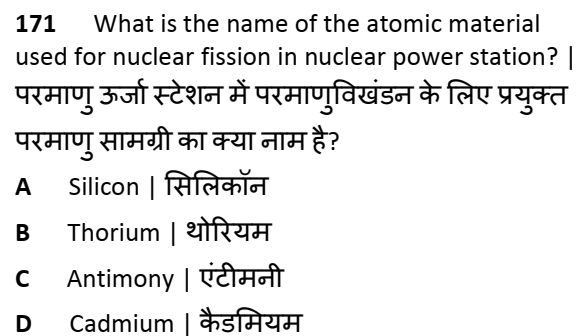 171 What is the name of the atomic material
used for nuclear fission in nuclear power station? |
परमाणु ऊर्जा स्टेशन में परमाणुविखंडन के लिए प्रयुक्त
परमाणु सामग्री का क्या नाम है?
A Silicon | सिलिकॉन
B Thorium | थोरियम
C Antimony | एंटीमनी
D Cadmium | कैडमियम